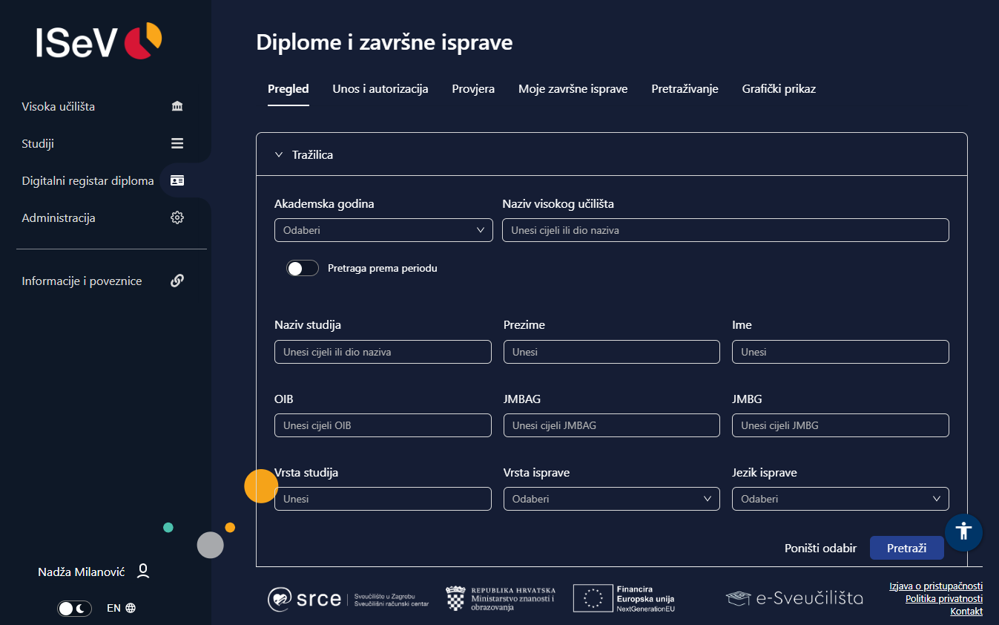 ISeV
Visoka učilišta
Studiji
Digitalni registar diploma
Administracija
Informacije i poveznice
Nadža Milanović
EN
Diplome i završne isprave
Pregled
Unos i autorizacija
Provjera
Moje završne isprave
Pretraživanje
Grafički prikaz
Tražilica
Akademska godina
Odaberi
Naziv visokog učilišta
Unesi cijeli ili dio naziva
Pretraga prema periodu
Naziv studija
Unesi cijeli ili dio naziva
Prezime
Unesi
Ime
Unesi
OIB
Unesi cijeli OIB
JMBAG
Unesi cijeli JMBAG
JMBG
Unesi cijeli JMBG
Vrsta studija
Unesi
Vrsta isprave
Odaberi
Jezik isprave
Odaberi
Poništi odabir
Pretraži
srce
Sveučilište u Zagrebu
Sveučilišni računski centar
REPUBLIKA HRVATSKA
Ministarstvo znanosti i
obrazovanja
Financira
Europska unija
NextGenerationEU
e-Sveučilišta
Izjava o pristupačnosti
Politika privatnosti
Kontakt